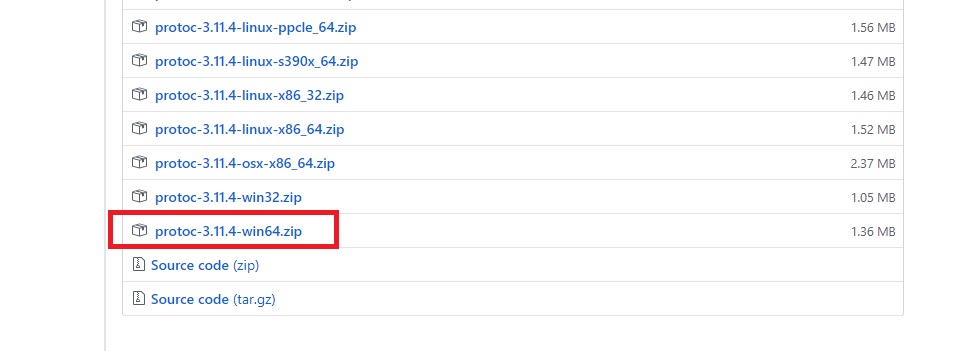 protoc-3.11.4-linux-ppcle_64.zip 1.56 MB
protoc-3.11.4-linux-s390x_64.zip 1.47 MB
protoc-3.11.4-linux-x86_32.zip 1.46 MB
protoc-3.11.4-linux-x86_64.zip 1.52 MB
protoc-3.11.4-osx-x86_64.zip 2.37 MB
protoc-3.11.4-win32.zip 1.05 MB
protoc-3.11.4-win64.zip 1.36 MB
Source code (zip)
Source code (tar.gz)